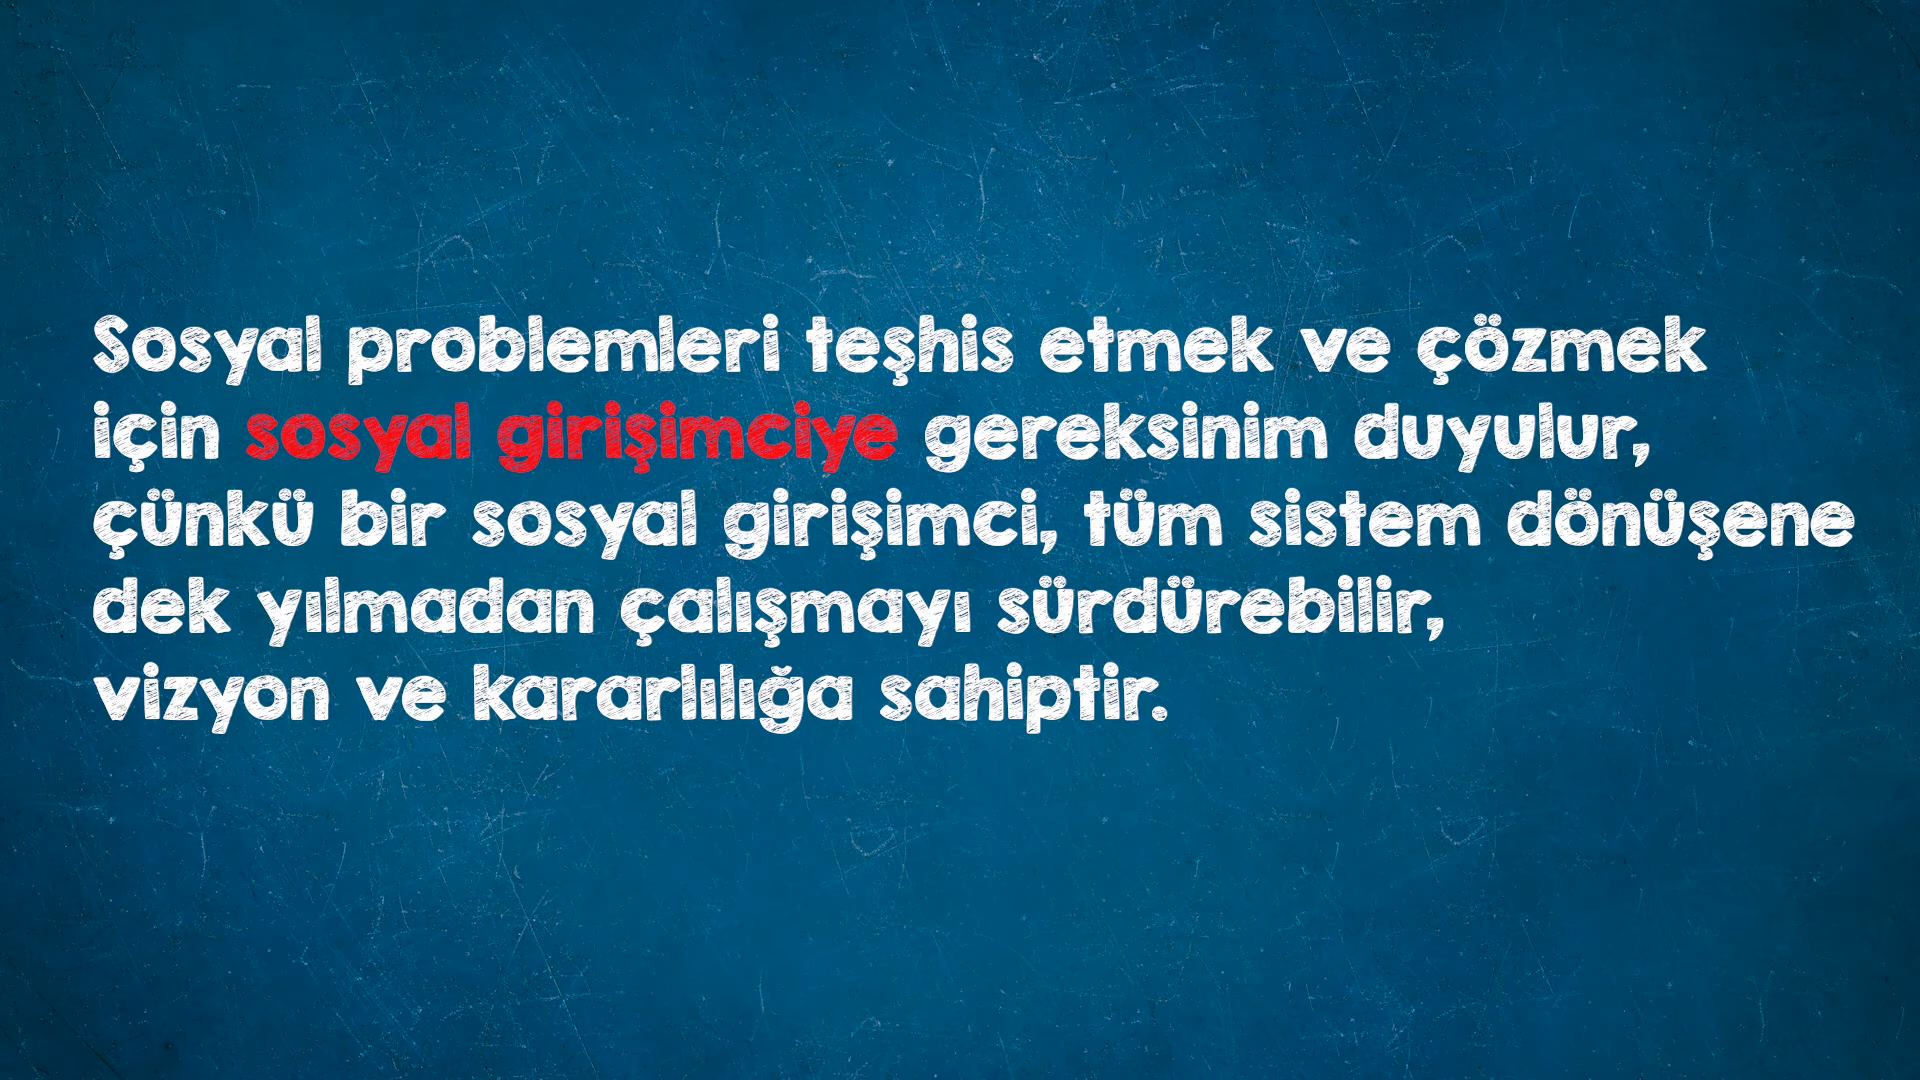 Sosyal problemleri teşhis etmek ve çözmek
için sosyal girişimciye gereksinim duyulur,
çünkü bir sosyal girişimci, tüm sistem dönüşene
dek yılmadan çalışmayı sürdürebilir,
vizyon ve kararlılığa sahiptir.